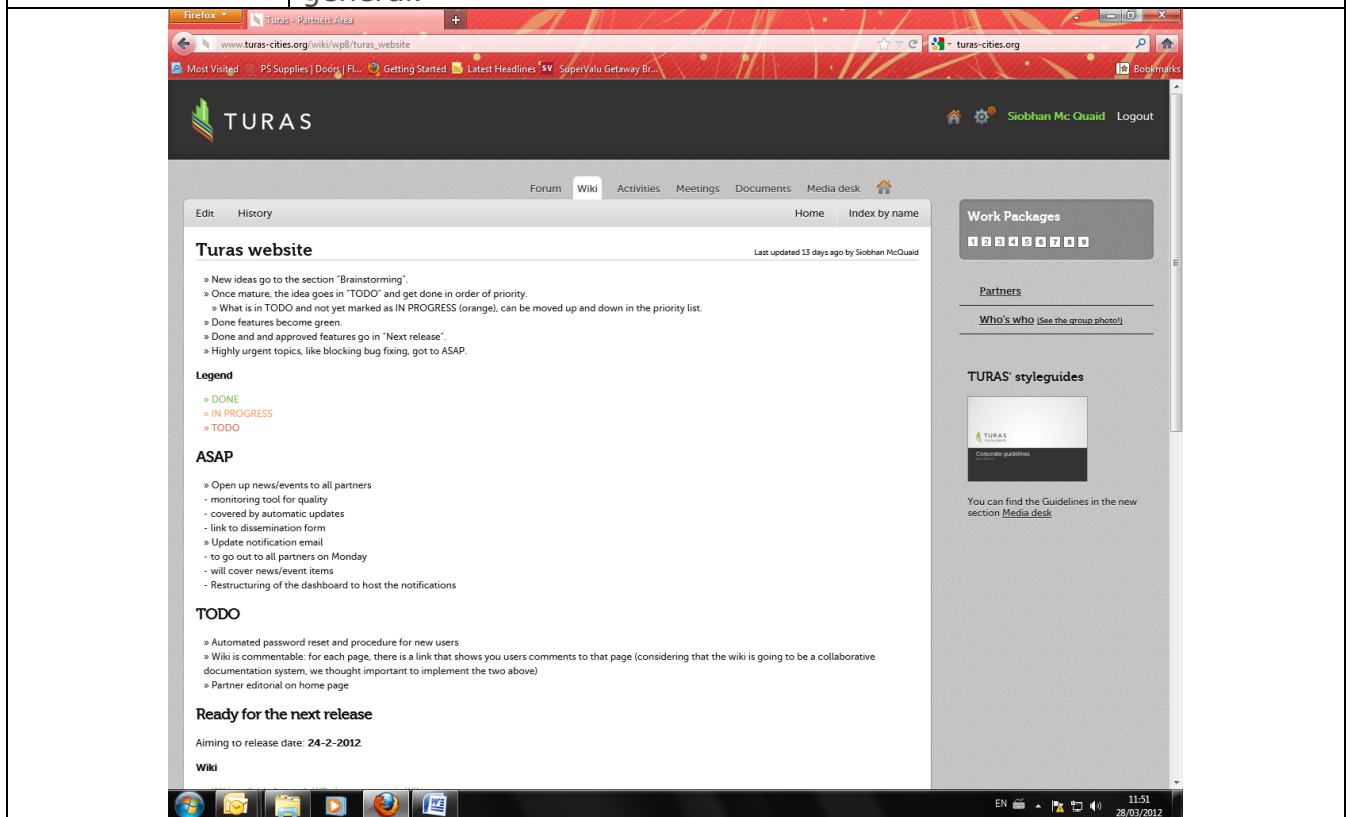 general.
Firefox
Turas - Partners Area
+
www.turas-cities.org/wiki/wp8/turas_website
turas-cities.org
Most Visited PS Supplies | Doors | Fl... Getting Started Latest Headlines SV SuperValu Getaway Br...
Bookmarks
TURAS
Siobhan Mc Quaid Logout
Forum Wiki Activities Meetings Documents Media desk
Edit History Home Index by name
Work Packages
1 2 3 4 5 6 7 8 9
Turas website
Last updated 13 days ago by Siobhan McQuaid
» New ideas go to the section "Brainstorming".
» Once mature, the idea goes in "TODO" and get done in order of priority.
» What is in TODO and not yet marked as IN PROGRESS (orange), can be moved up and down in the priority list.
» Done features become green.
» Done and and approved features go in "Next release".
» Highly urgent topics, like blocking bug fixing, got to ASAP.
Partners
Who's who (See the group photo!)
Legend
» DONE
» IN PROGRESS
» TODO
TURAS' styleguides
TURAS
Corporate guidelines
You can find the Guidelines in the new
section Media desk
ASAP
» Open up news/events to all partners
- monitoring tool for quality
- covered by automatic updates
- link to dissemination form
» Update notification email
- to go out to all partners on Monday
- will cover news/event items
- Restructuring of the dashboard to host the notifications
TODO
» Automated password reset and procedure for new users
» Wiki is commentable: for each page, there is a link that shows you users comments to that page (considering that the wiki is going to be a collaborative
documentation system, we thought important to implement the two above)
» Partner editorial on home page
Ready for the next release
Aiming to release date: 24-2-2012
Wiki
EN
11:51
28/03/2012